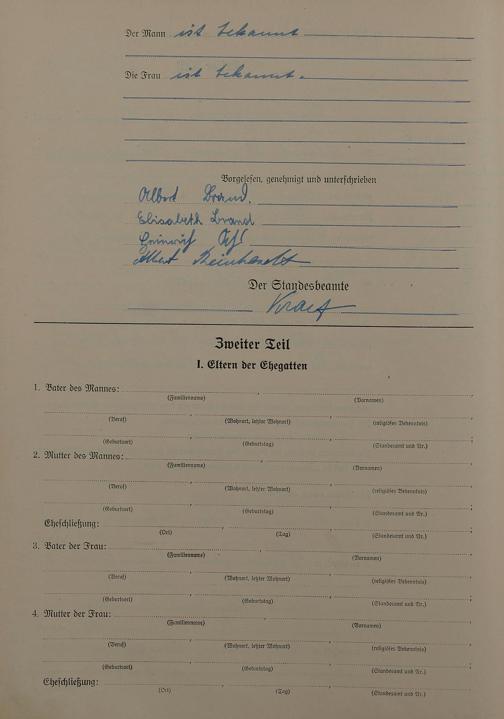 Der Mann ist bekannt
Die Frau ist bekannt.
Vorgelesen, genehmigt und unterschrieben
Albert Brand.
Elisabeth Brand
Heinrich
Albert Reinhardt
Der Standesbeamte
Kraft
Zweiter Teil
I. Eltern der Ehegatten
1. Vater des Mannes:
(Familienname) (Vornamen)
(Beruf) (Wohnort, letzter Wohnort) (religiöses Bekenntnis)
(Geburtsort) (Geburtstag) (Standesamt und Nr.)
2. Mutter des Mannes:
(Familienname) (Vornamen)
(Beruf) (Wohnort, letzter Wohnort) (religiöses Bekenntnis)
(Geburtsort) (Geburtstag) (Standesamt und Nr.)
Eheschließung:
(Ort) (Tag) (Standesamt und Nr.)
3. Vater der Frau:
(Familienname) (Vornamen)
(Beruf) (Wohnort, letzter Wohnort) (religiöses Bekenntnis)
(Geburtsort) (Geburtstag) (Standesamt und Nr.)
4. Mutter der Frau:
(Familienname) (Vornamen)
(Beruf) (Wohnort, letzter Wohnort) (religiöses Bekenntnis)
(Geburtsort) (Geburtstag) (Standesamt und Nr.)
Eheschließung:
(Ort) (Tag) (Standesamt und Nr.)